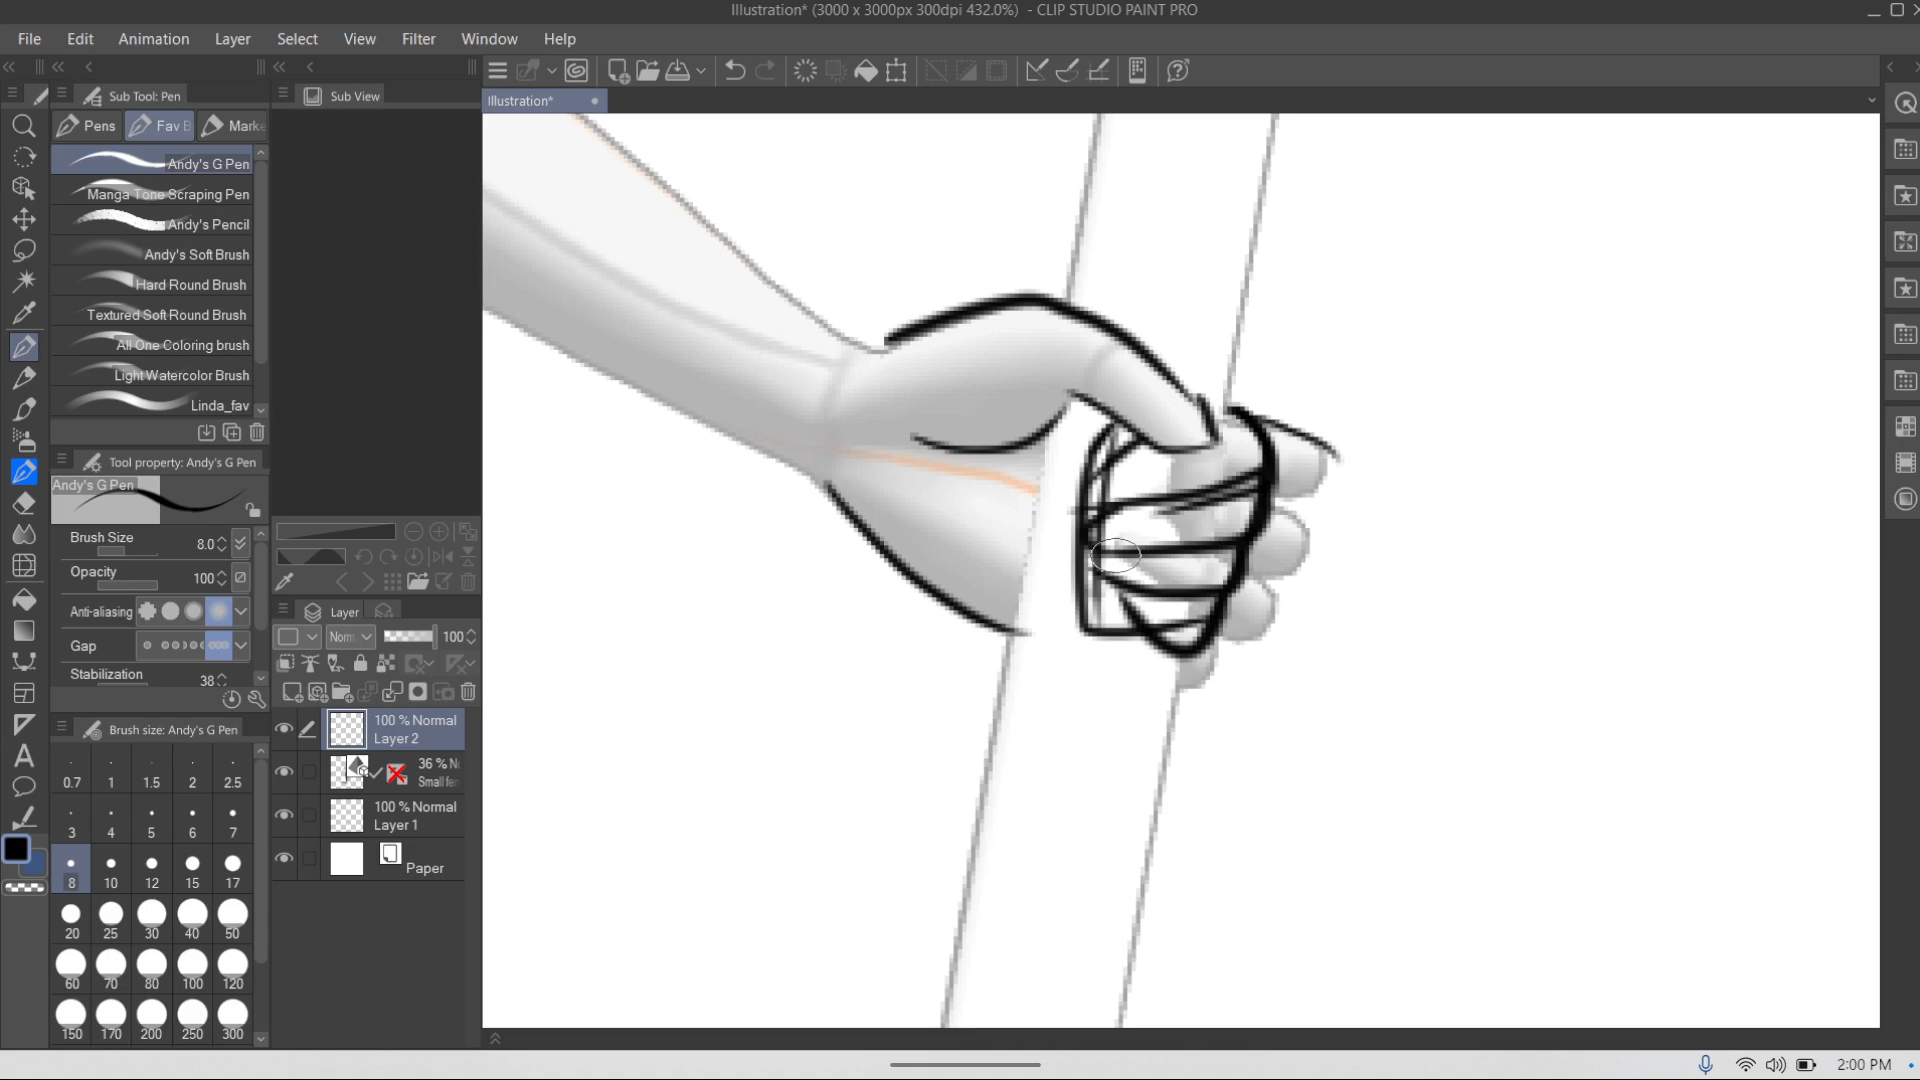 Illustration* (3000 x 3000px 300dpi 432.0%)  - CLIP STUDIO PAINT PRO
File Edit Animation Layer Select View Filter Window Help
Sub Tool: Pen
Sub View
Illustration*
Pens Fav B Marke
Andy's G Pen
Manga Tone Scraping Pen
Andy's Pencil
Andy's Soft Brush
Hard Round Brush
Textured Soft Round Brush
All One Coloring brush
Light Watercolor Brush
Linda_fav
Tool property: Andy's G Pen
Andy's G Pen
Brush Size 8.0
Opacity 100
Anti-aliasing
Gap
Stabilization 38
Brush size: Andy's G Pen
0.7 1 1.5 2 2.5
3 4 5 6 7
8 10 12 15 17
20 25 30 40 50
60 70 80 100 120
150 170 200 250 300
Layer
Norm 100
100 % Normal
Layer 2
36 % No
Small fe
100 % Normal
Layer 1
Paper
2:00 PM